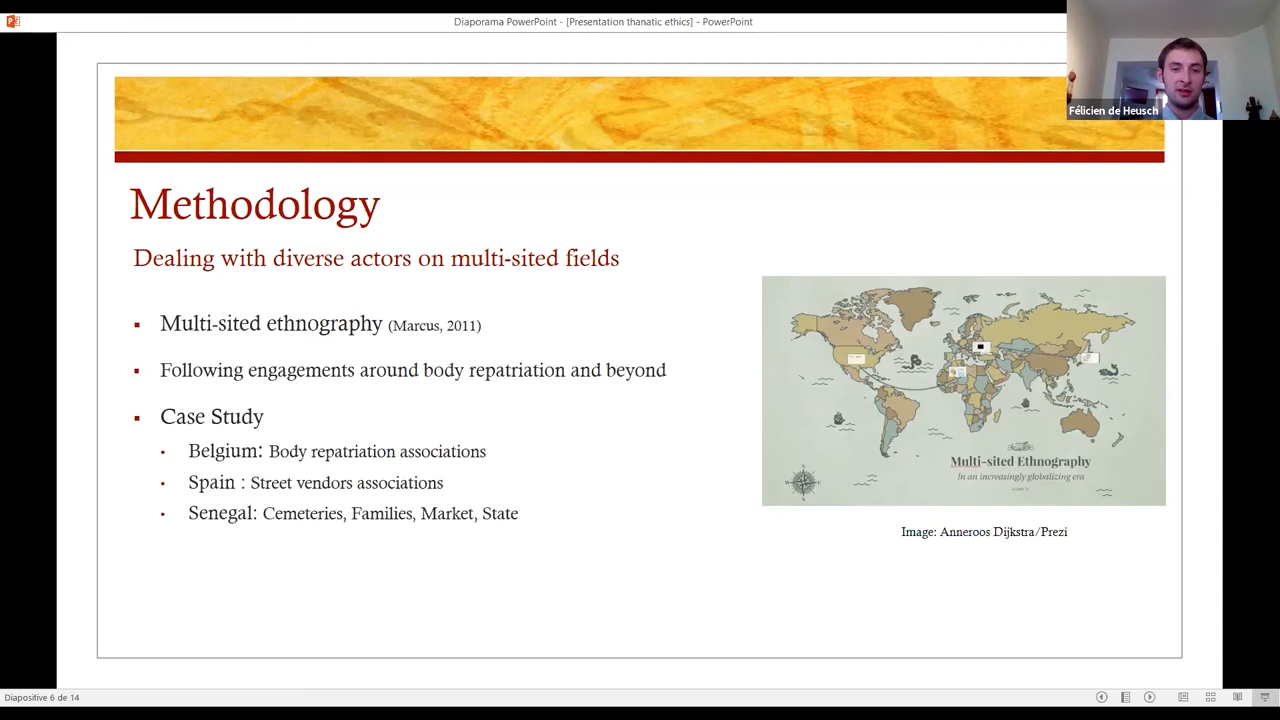 Diaporama PowerPoint - [Presentation thanatic ethics] - PowerPoint
Félicien de Heusch
Methodology
Dealing with diverse actors on multi-sited fields
Multi-sited ethnography (Marcus, 2011)
Following engagements around body repatriation and beyond
Case Study
Belgium: Body repatriation associations
Spain : Street vendors associations
Senegal: Cemeteries, Families, Market, State
Multi-sited Ethnography
In an increasingly globalizing era
Image: Anneroos Dijkstra/Prezi
Diapositive 6 de 14